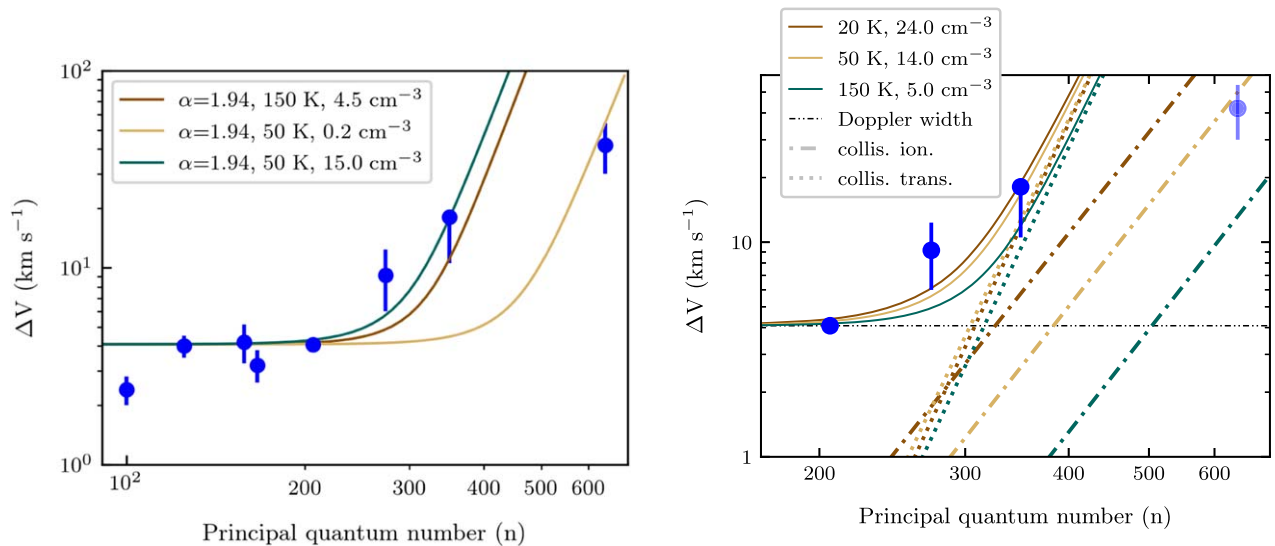 10²
10¹
10⁰
ΔV (km s⁻¹)
α=1.94, 150 K, 4.5 cm⁻³
α=1.94, 50 K, 0.2 cm⁻³
α=1.94, 50 K, 15.0 cm⁻³
10² 200 300 400 500 600
Principal quantum number (n)
20 K, 24.0 cm⁻³
50 K, 14.0 cm⁻³
150 K, 5.0 cm⁻³
Doppler width
collis. ion.
collis. trans.
10
1
ΔV (km s⁻¹)
200 300 400 500 600
Principal quantum number (n)